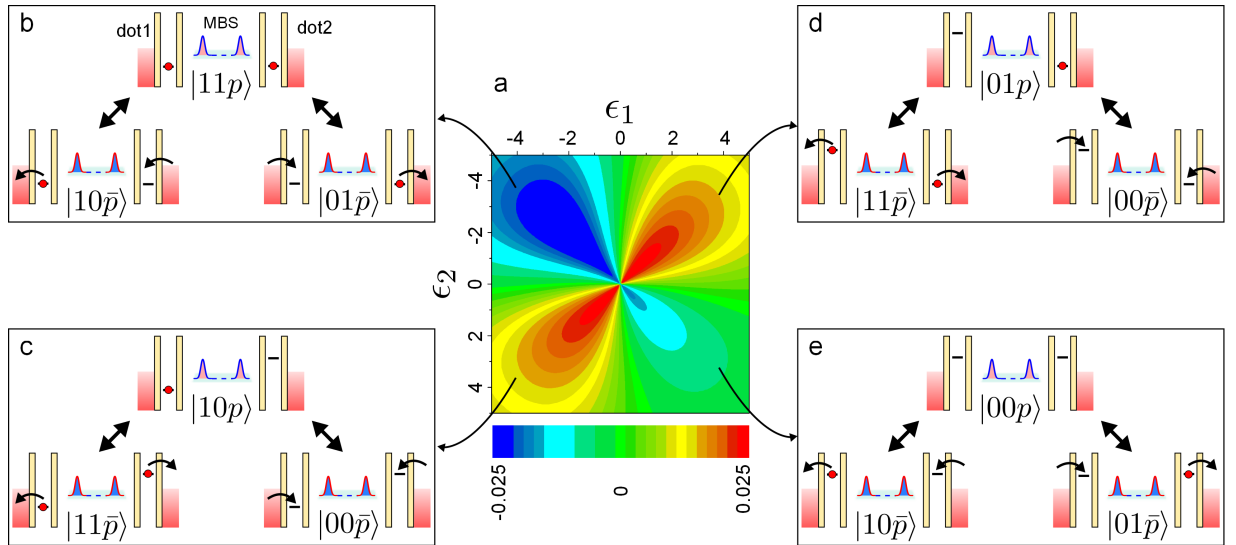 b
dot1
MBS
dot2
|11p⟩
|10p̄⟩
|01p̄⟩
d
|01p⟩
|11p̄⟩
|00p̄⟩
a
ϵ₁
-4 -2 0 2 4
ϵ₂
-4
-2
0
2
4
-0.025
0
0.025
c
|10p⟩
|11p̄⟩
|00p̄⟩
e
|00p⟩
|10p̄⟩
|01p̄⟩